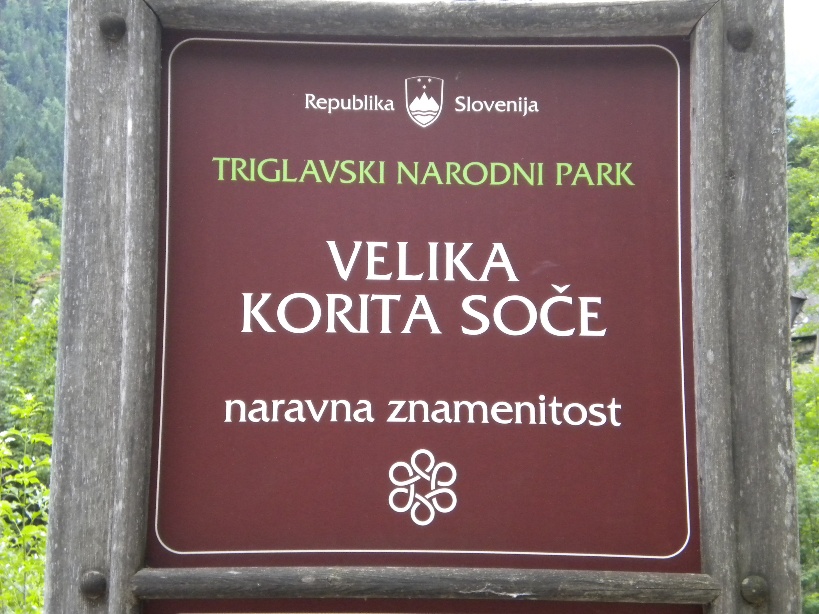 Republika Slovenija
TRIGLAVSKI NARODNI PARK
VELIKA
KORITA SOČE
naravna znamenitost